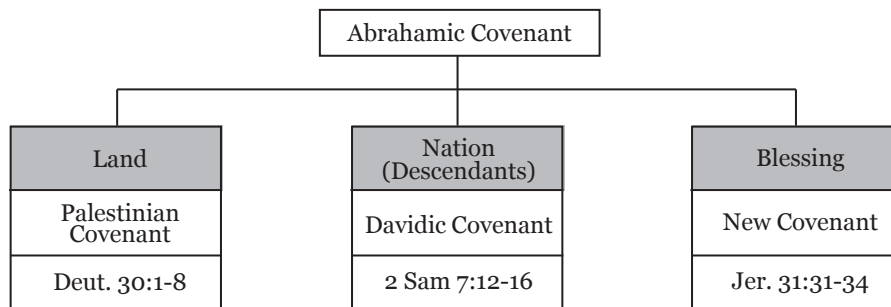 Abrahamic Covenant
Land
Palestinian
Covenant
Deut. 30:1-8
Nation
(Descendants)
Davidic Covenant
2 Sam 7:12-16
Blessing
New Covenant
Jer. 31:31-34